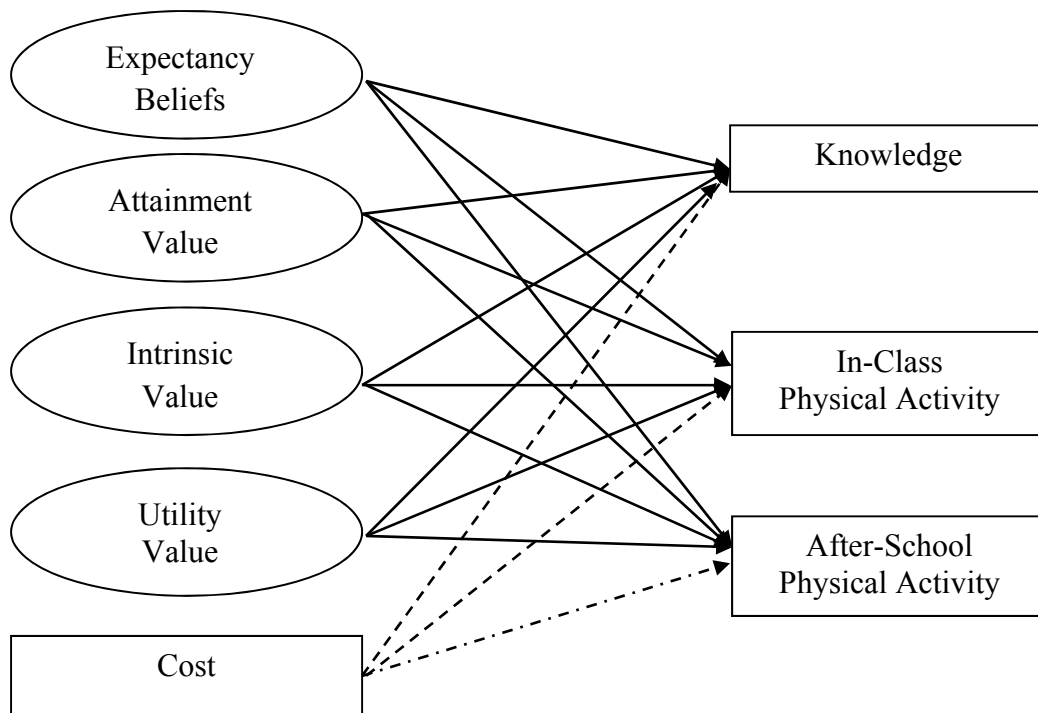 Expectancy
Beliefs
Attainment
Value
Intrinsic
Value
Utility
Value
Cost
Knowledge
In-Class
Physical Activity
After-School
Physical Activity